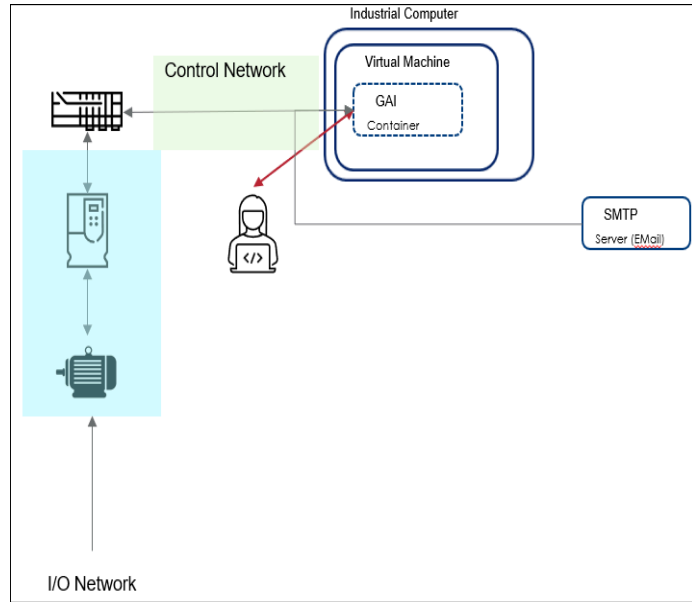 Industrial Computer
Virtual Machine
Control Network
GAI
Container
</>
SMTP
Server (EMail)
I/O Network